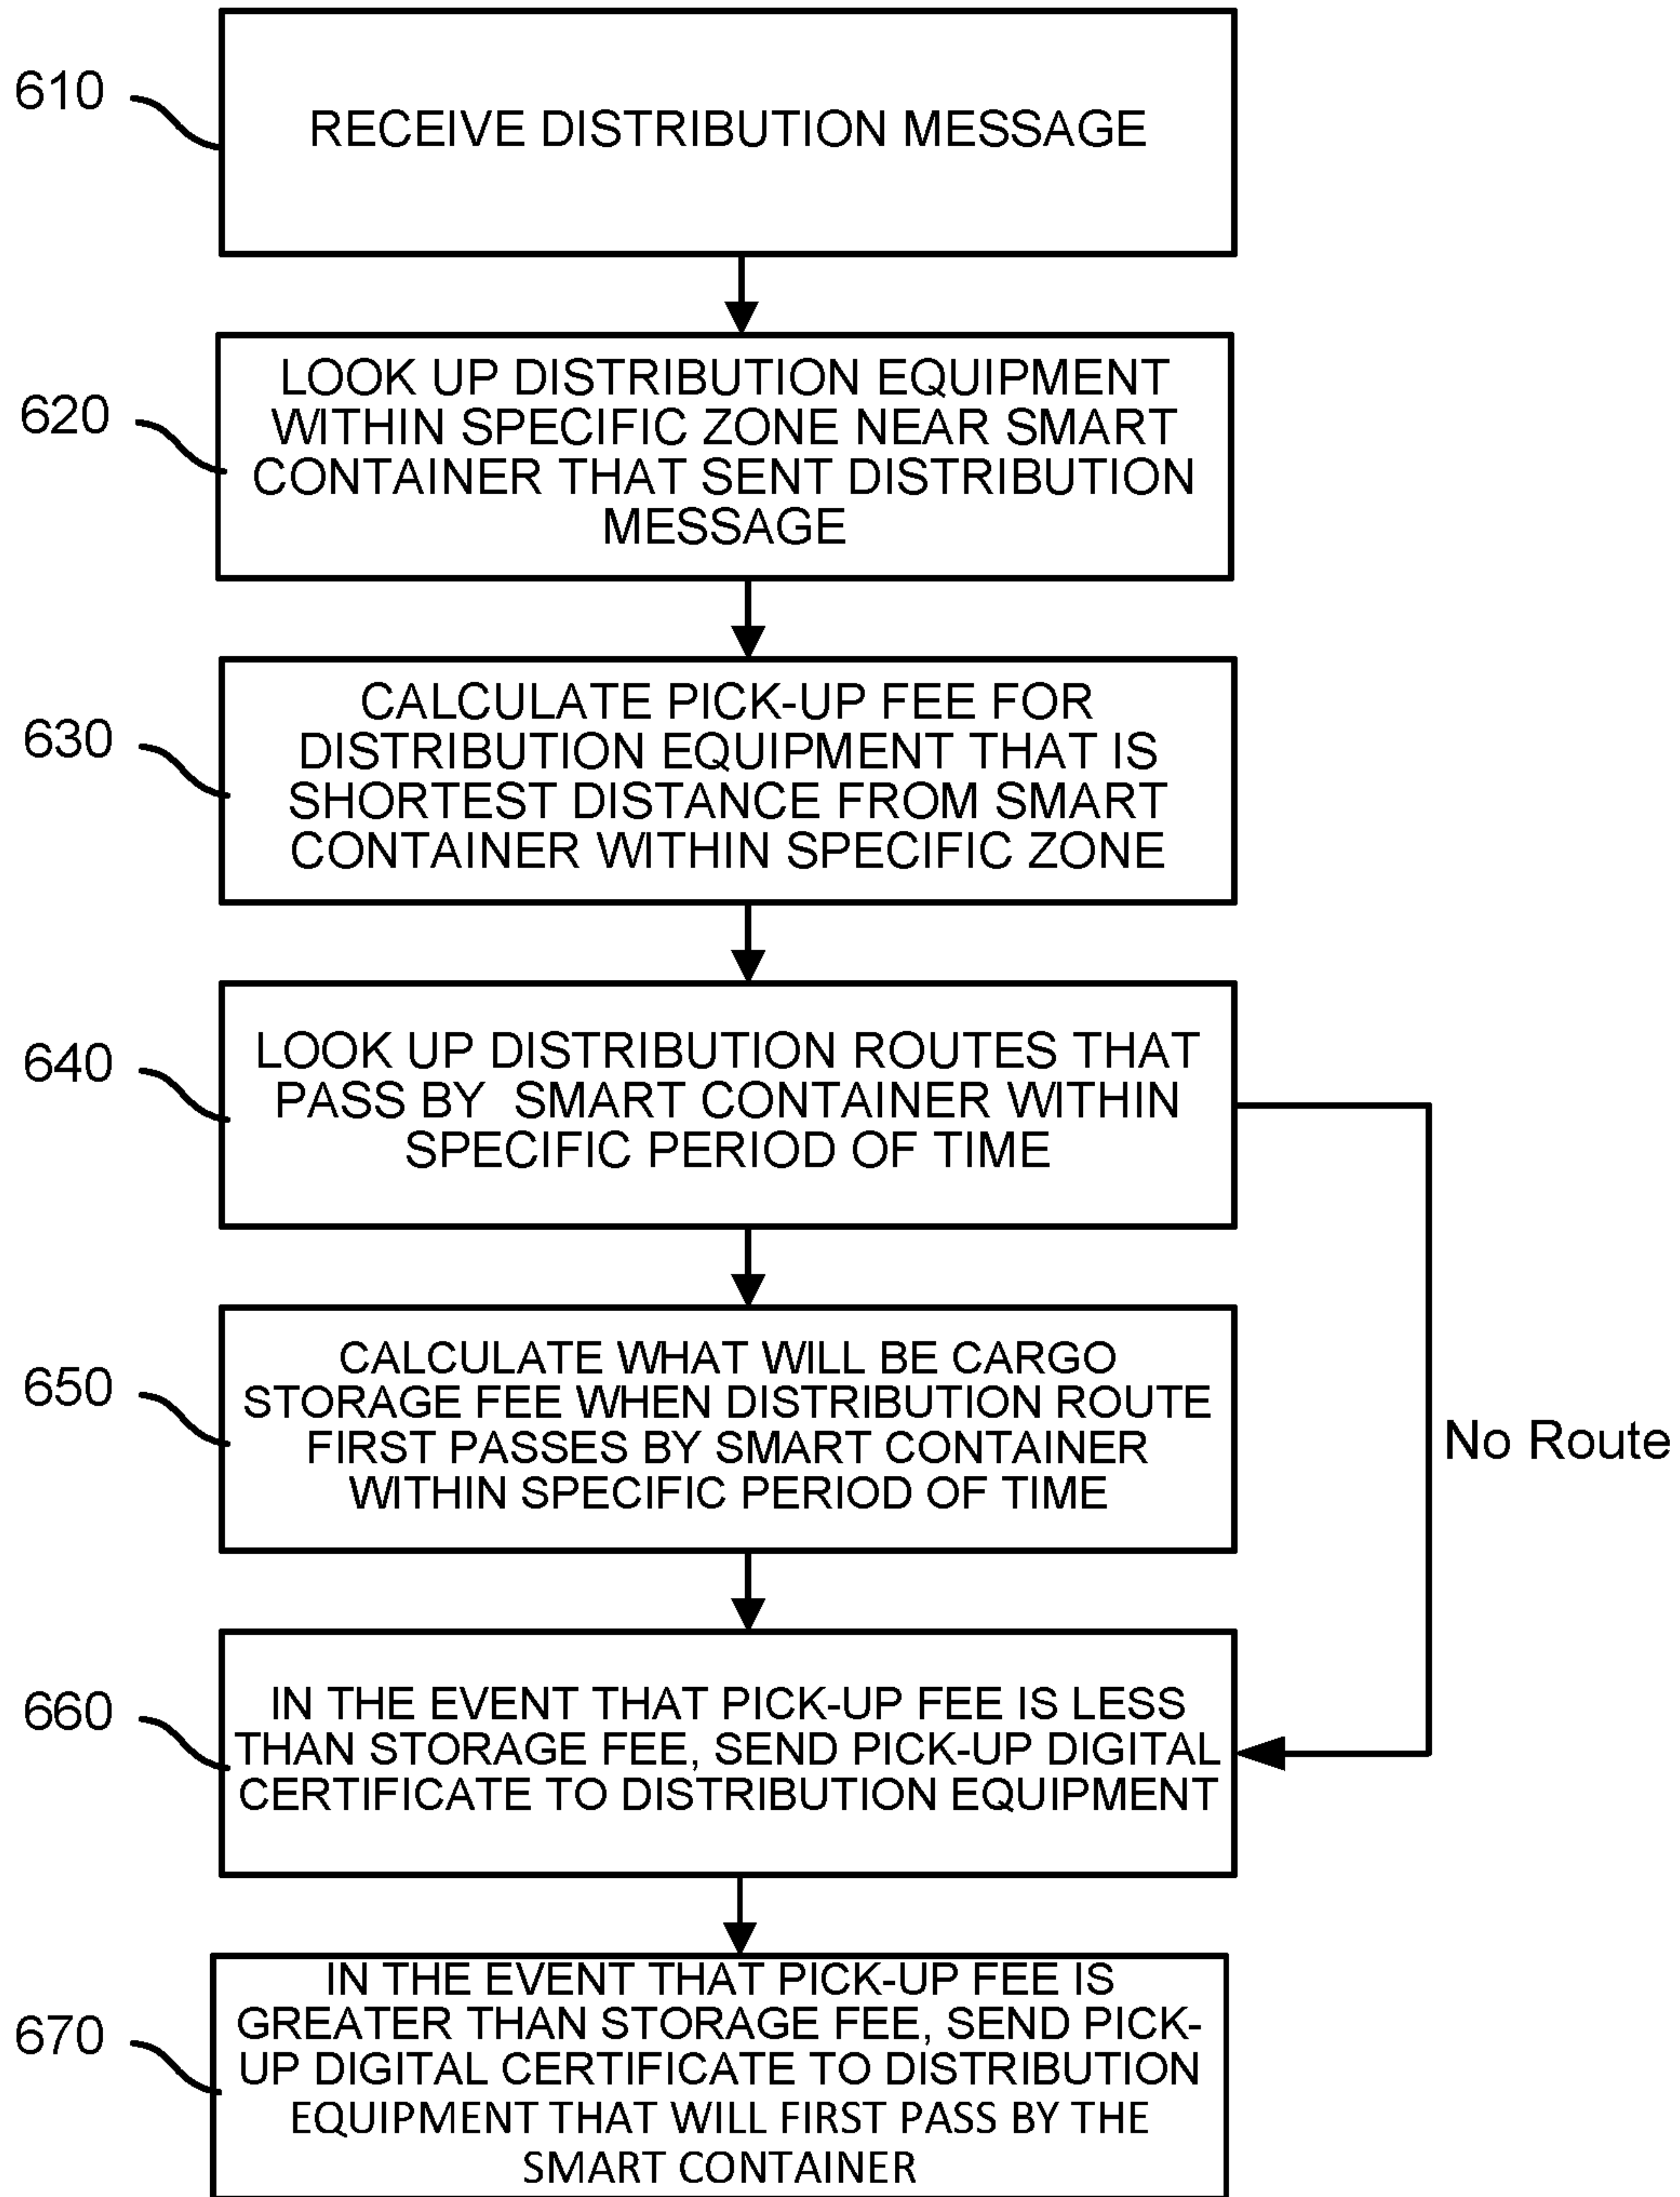 610
RECEIVE DISTRIBUTION MESSAGE
620
LOOK UP DISTRIBUTION EQUIPMENT
WITHIN SPECIFIC ZONE NEAR SMART
CONTAINER THAT SENT DISTRIBUTION
MESSAGE
630
CALCULATE PICK-UP FEE FOR
DISTRIBUTION EQUIPMENT THAT IS
SHORTEST DISTANCE FROM SMART
CONTAINER WITHIN SPECIFIC ZONE
640
LOOK UP DISTRIBUTION ROUTES THAT
PASS BY SMART CONTAINER WITHIN
SPECIFIC PERIOD OF TIME
650
CALCULATE WHAT WILL BE CARGO
STORAGE FEE WHEN DISTRIBUTION ROUTE
FIRST PASSES BY SMART CONTAINER
WITHIN SPECIFIC PERIOD OF TIME
No Route
660
IN THE EVENT THAT PICK-UP FEE IS LESS
THAN STORAGE FEE, SEND PICK-UP DIGITAL
CERTIFICATE TO DISTRIBUTION EQUIPMENT
670
IN THE EVENT THAT PICK-UP FEE IS
GREATER THAN STORAGE FEE, SEND PICK-
UP DIGITAL CERTIFICATE TO DISTRIBUTION
EQUIPMENT THAT WILL FIRST PASS BY THE
SMART CONTAINER